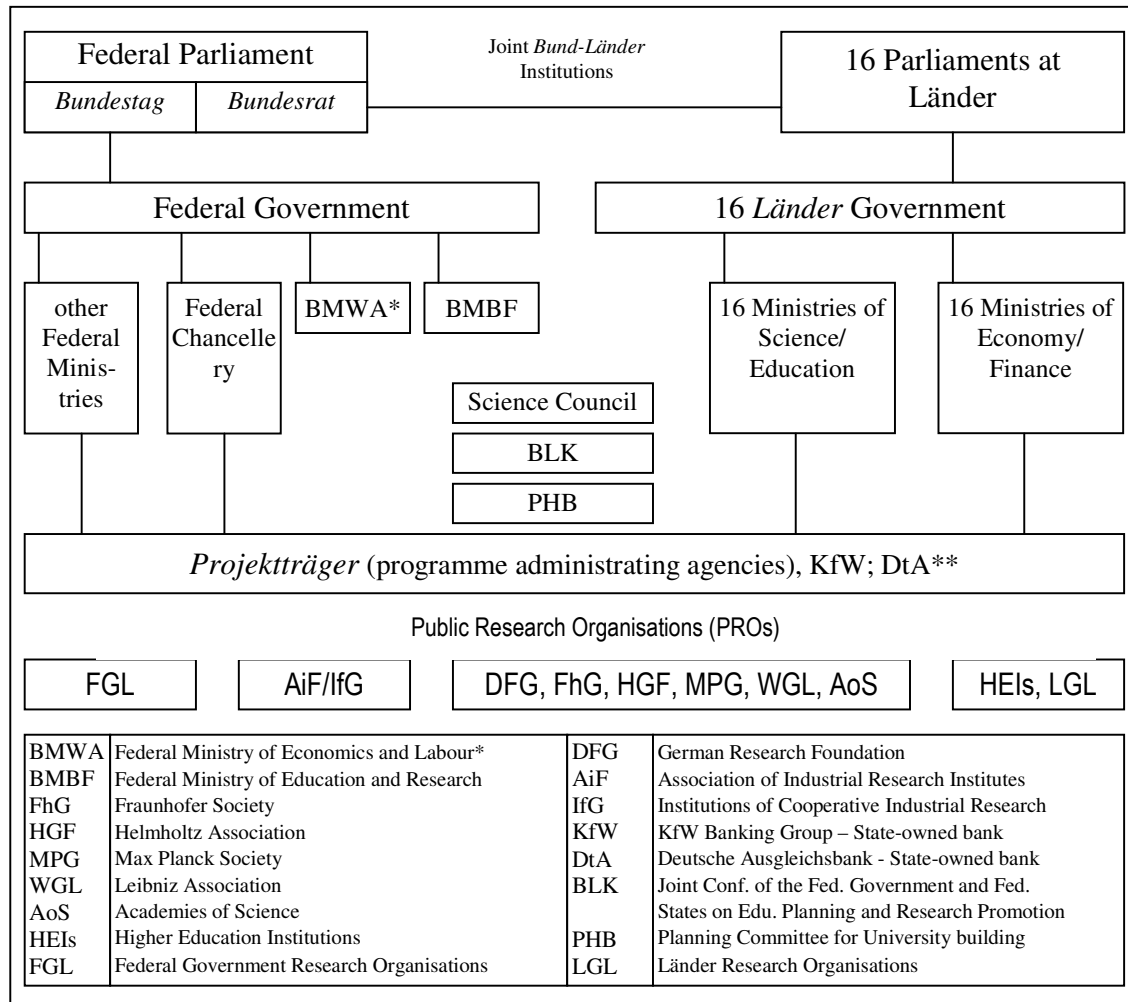 Federal Parliament
Bundestag
Bundesrat
Joint Bund-Länder
Institutions
16 Parliaments at
Länder
Federal Government
16 Länder Government
other
Federal
Minis-
tries
Federal
Chancelle
ry
BMWA*
BMBF
16 Ministries of
Science/
Education
16 Ministries of
Economy/
Finance
Science Council
BLK
PHB
Projektträger (programme administrating agencies), KfW; DtA**
Public Research Organisations (PROs)
FGL
AiF/IfG
DFG, FhG, HGF, MPG, WGL, AoS
HEIs, LGL
BMWA Federal Ministry of Economics and Labour*
BMBF Federal Ministry of Education and Research
FhG Fraunhofer Society
HGF Helmholtz Association
MPG Max Planck Society
WGL Leibniz Association
AoS Academies of Science
HEIs Higher Education Institutions
FGL Federal Government Research Organisations
DFG German Research Foundation
AiF Association of Industrial Research Institutes
IfG Institutions of Cooperative Industrial Research
KfW KfW Banking Group – State-owned bank
DtA Deutsche Ausgleichsbank - State-owned bank
BLK Joint Conf. of the Fed. Government and Fed.
States on Edu. Planning and Research Promotion
PHB Planning Committee for University building
LGL Länder Research Organisations